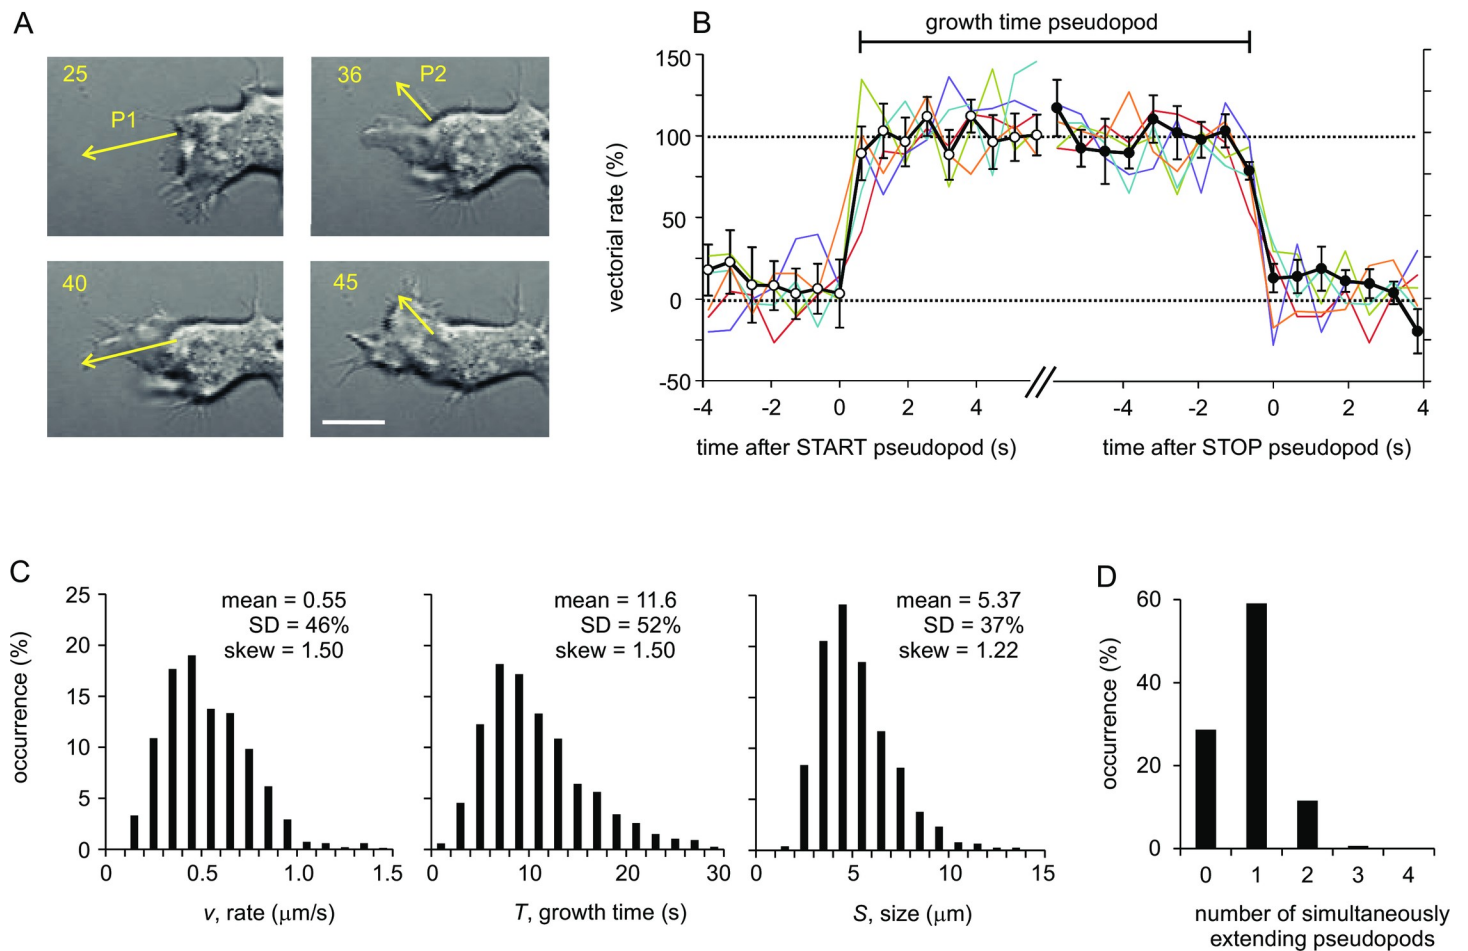 A
25
P1
36
P2
40
45
B
growth time pseudopod
150
100
50
0
-50
vectorial rate (%)
-4 -2 0 2 4
-4 -2 0 2 4
time after START pseudopod (s)
time after STOP pseudopod (s)
C
mean = 0.55
SD = 46%
skew = 1.50
25
20
15
10
5
0
occurrence (%)
0 0.5 1.0 1.5
v, rate (μm/s)
mean = 11.6
SD = 52%
skew = 1.50
0 10 20 30
T, growth time (s)
mean = 5.37
SD = 37%
skew = 1.22
0 5 10 15
S, size (μm)
D
60
40
20
0
occurrence (%)
0 1 2 3 4
number of simultaneously
extending pseudopods